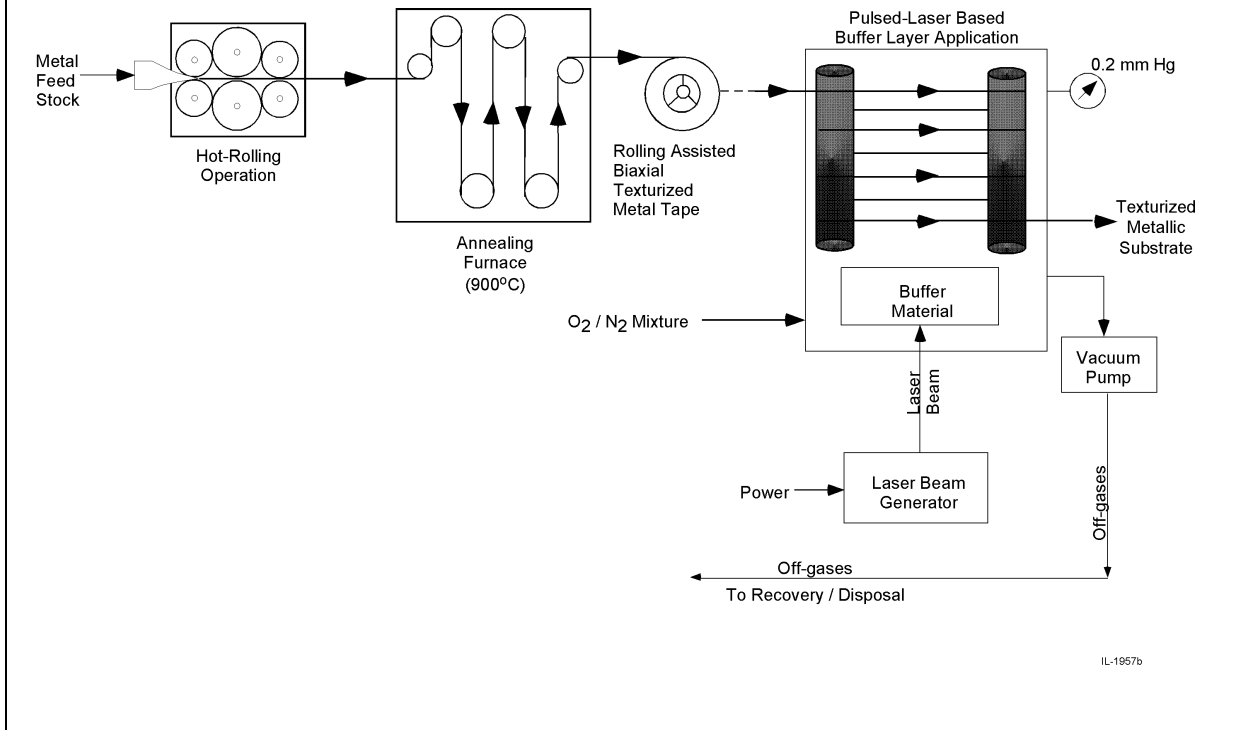 Pulsed-Laser Based
Buffer Layer Application
Metal
Feed
Stock
0.2 mm Hg
Hot-Rolling
Operation
Rolling Assisted
Biaxial
Texturized
Metal Tape
Texturized
Metallic
Substrate
Annealing
Furnace
(900ºC)
Buffer
Material
O2 / N2 Mixture
Vacuum
Pump
Laser
Beam
Laser Beam
Generator
Power
Off-gases
Off-gases
To Recovery / Disposal
IL-1957b